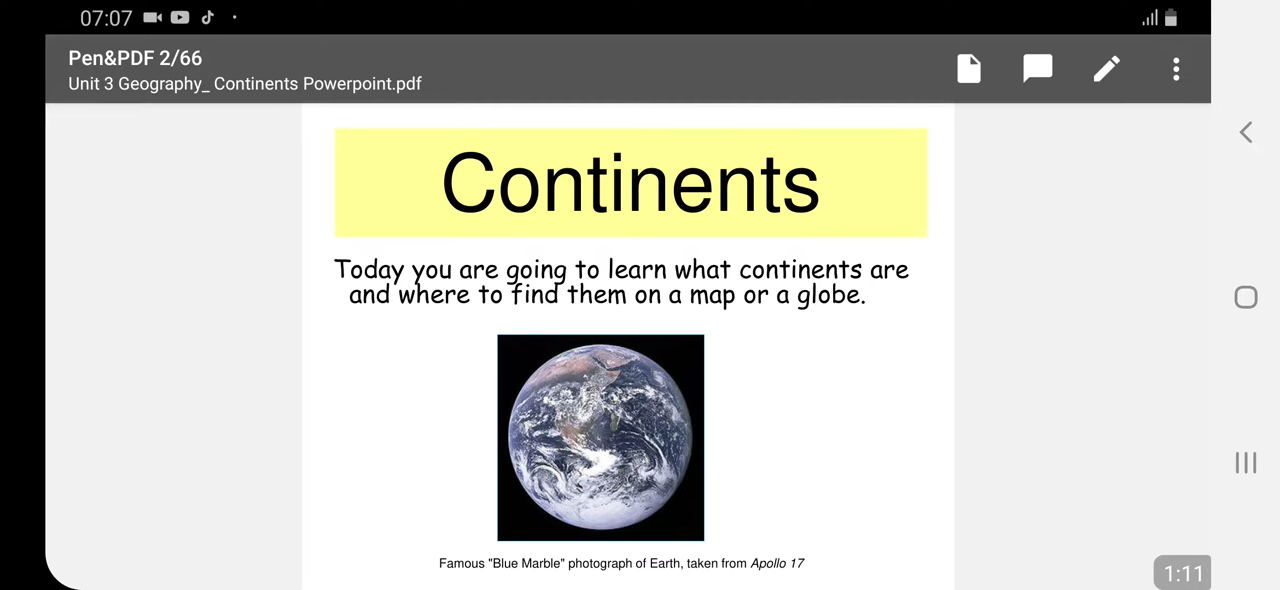 07:07
Pen&PDF 2/66
Unit 3 Geography_ Continents Powerpoint.pdf
Continents
Today you are going to learn what continents are
and where to find them on a map or a globe.
Famous "Blue Marble" photograph of Earth, taken from Apollo 17
1:11